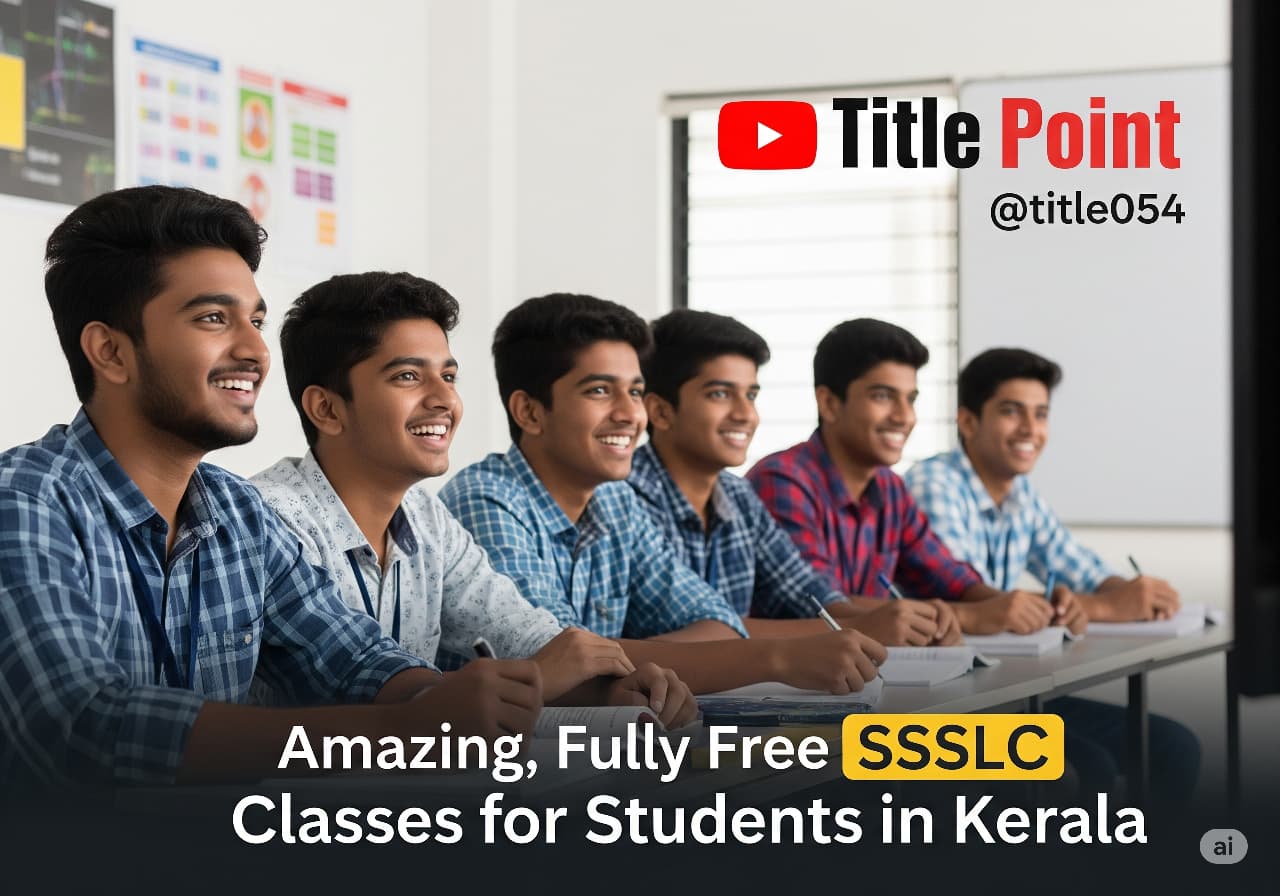 Title Point
@title054
Amazing, Fully Free SSSLC
Classes for Students in Kerala
ai